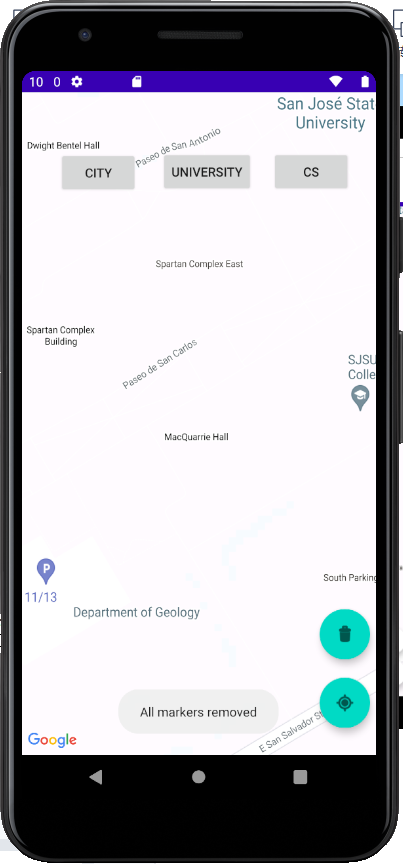 10 0
San José Stat
University
Dwight Bentel Hall
Paseo de San Antonio
CITY
UNIVERSITY
CS
Spartan Complex East
Spartan Complex
Building
Paseo de San Carlos
SJSU
Colle
MacQuarrie Hall
P
11/13
South Parking
Department of Geology
All markers removed
E San Salvador St
Google